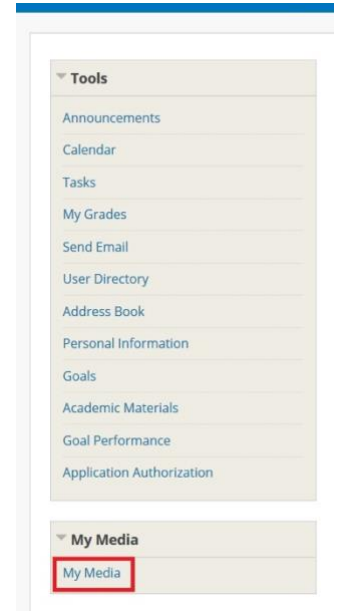 Tools
Announcements
Calendar
Tasks
My Grades
Send Email
User Directory
Address Book
Personal Information
Goals
Academic Materials
Goal Performance
Application Authorization
My Media
My Media